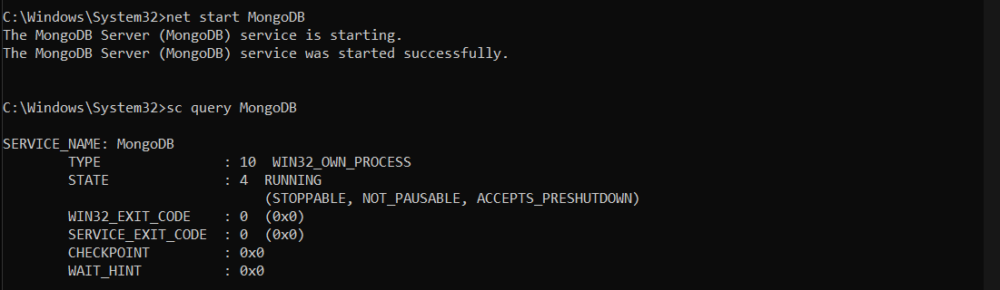 C:\Windows\System32>net start MongoDB
The MongoDB Server (MongoDB) service is starting.
The MongoDB Server (MongoDB) service was started successfully.
C:\Windows\System32>sc query MongoDB
SERVICE_NAME: MongoDB
        TYPE               : 10  WIN32_OWN_PROCESS
        STATE              : 4  RUNNING
                                (STOPPABLE, NOT_PAUSABLE, ACCEPTS_PRESHUTDOWN)
        WIN32_EXIT_CODE    : 0  (0x0)
        SERVICE_EXIT_CODE  : 0  (0x0)
        CHECKPOINT         : 0x0
        WAIT_HINT          : 0x0